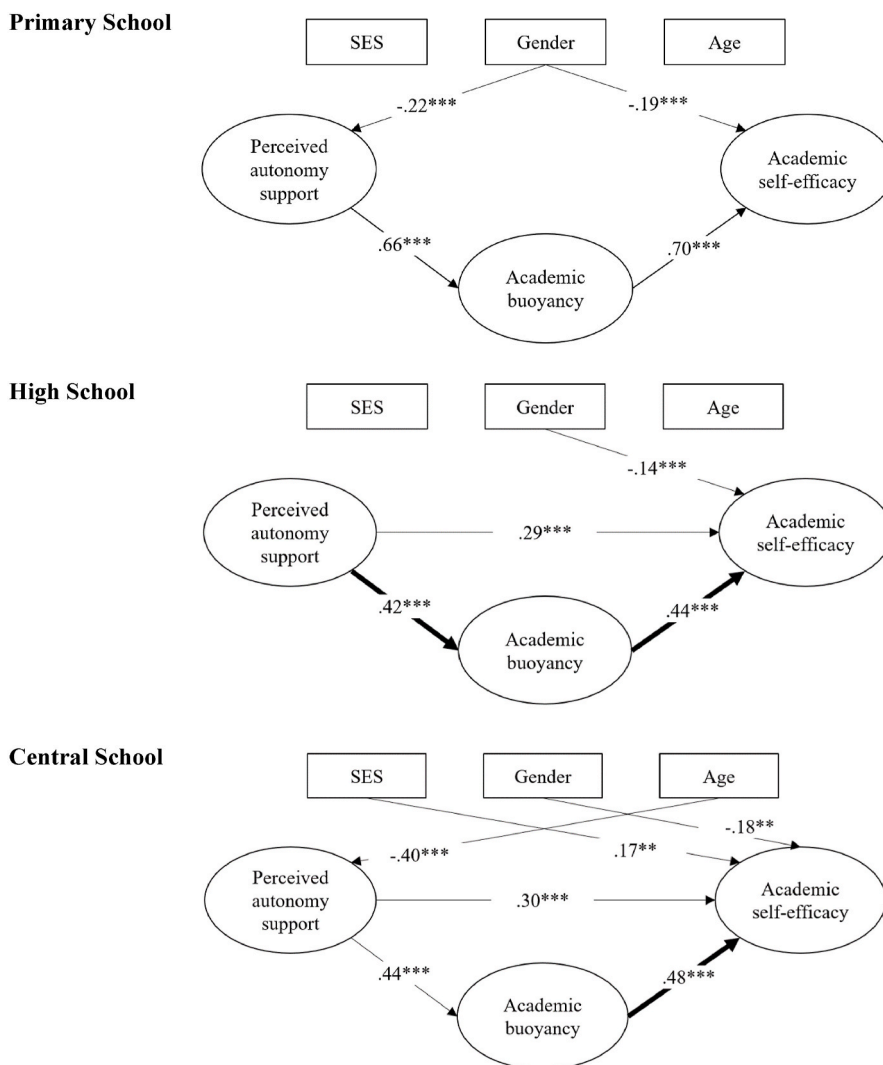 Primary School
SES
Gender
Age
-.22***
-.19***
Perceived
autonomy
support
Academic
self-efficacy
.66***
.70***
Academic
buoyancy
High School
SES
Gender
Age
-.14***
Perceived
autonomy
support
.29***
Academic
self-efficacy
.42***
.44***
Academic
buoyancy
Central School
SES
Gender
Age
-.40***
.17**
-.18**
Perceived
autonomy
support
.30***
Academic
self-efficacy
.44***
.48***
Academic
buoyancy